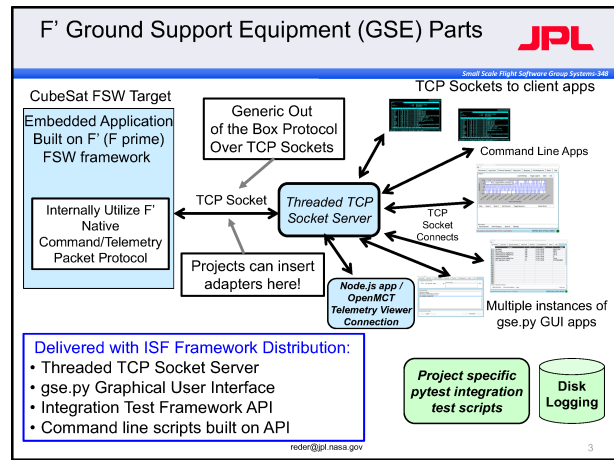 F’ Ground Support Equipment (GSE) Parts
JPL
Small Scale Flight Software Group Systems-348
TCP Sockets to client apps
CubeSat FSW Target
Embedded Application
Built on F’ (F prime)
FSW framework
Generic Out
of the Box Protocol
Over TCP Sockets
Command Line Apps
Internally Utilize F’
Native
Command/Telemetry
Packet Protocol
TCP Socket
Threaded TCP
Socket Server
TCP
Socket
Connects
Projects can insert
adapters here!
Node.js app /
OpenMCT
Telemetry Viewer
Connection
Multiple instances of
gse.py GUI apps
Delivered with ISF Framework Distribution:
• Threaded TCP Socket Server
• gse.py Graphical User Interface
• Integration Test Framework API
• Command line scripts built on API
Project specific
pytest integration
test scripts
Disk
Logging
reder@jpl.nasa.gov
3